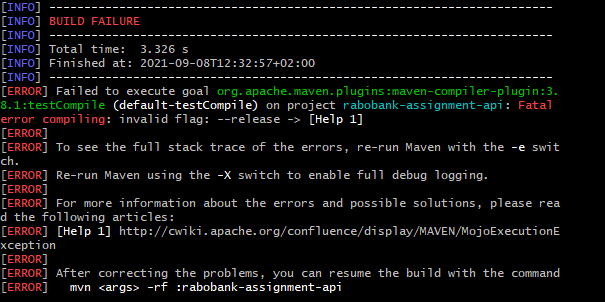 [INFO] ------------------------------------------------------------------------
[INFO] BUILD FAILURE
[INFO] ------------------------------------------------------------------------
[INFO] Total time:  3.326 s
[INFO] Finished at: 2021-09-08T12:32:57+02:00
[INFO] ------------------------------------------------------------------------
[ERROR] Failed to execute goal org.apache.maven.plugins:maven-compiler-plugin:3.
8.1:testCompile (default-testCompile) on project rabobank-assignment-api: Fatal
error compiling: invalid flag: --release -> [Help 1]
[ERROR]
[ERROR] To see the full stack trace of the errors, re-run Maven with the -e swit
ch.
[ERROR] Re-run Maven using the -X switch to enable full debug logging.
[ERROR]
[ERROR] For more information about the errors and possible solutions, please rea
d the following articles:
[ERROR] [Help 1] http://cwiki.apache.org/confluence/display/MAVEN/MojoExecutionE
xception
[ERROR]
[ERROR] After correcting the problems, you can resume the build with the command
[ERROR]   mvn <args> -rf :rabobank-assignment-api